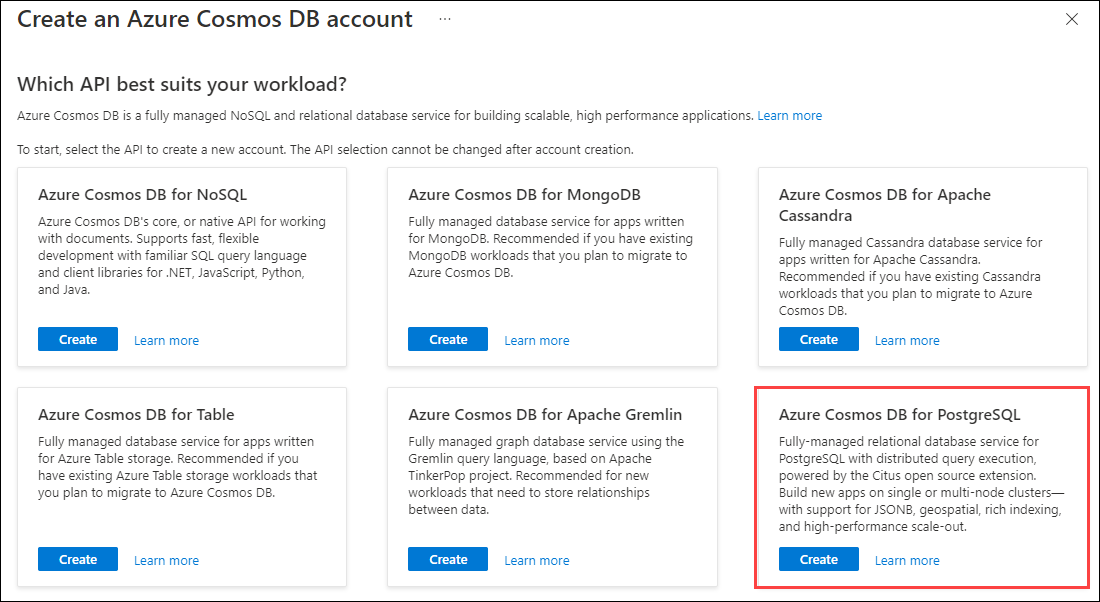 Create an Azure Cosmos DB account ...
Which API best suits your workload?
Azure Cosmos DB is a fully managed NoSQL and relational database service for building scalable, high performance applications. Learn more
To start, select the API to create a new account. The API selection cannot be changed after account creation.
Azure Cosmos DB for NoSQL
Azure Cosmos DB's core, or native API for working
with documents. Supports fast, flexible
development with familiar SQL query language
and client libraries for .NET, JavaScript, Python,
and Java.
Create Learn more
Azure Cosmos DB for MongoDB
Fully managed database service for apps written
for MongoDB. Recommended if you have existing
MongoDB workloads that you plan to migrate to
Azure Cosmos DB.
Create Learn more
Azure Cosmos DB for Apache
Cassandra
Fully managed Cassandra database service for
apps written for Apache Cassandra.
Recommended if you have existing Cassandra
workloads that you plan to migrate to Azure
Cosmos DB.
Create Learn more
Azure Cosmos DB for Table
Fully managed database service for apps written
for Azure Table storage. Recommended if you
have existing Azure Table storage workloads that
you plan to migrate to Azure Cosmos DB.
Create Learn more
Azure Cosmos DB for Apache Gremlin
Fully managed graph database service using the
Gremlin query language, based on Apache
TinkerPop project. Recommended for new
workloads that need to store relationships
between data.
Create Learn more
Azure Cosmos DB for PostgreSQL
Fully-managed relational database service for
PostgreSQL with distributed query execution,
powered by the Citus open source extension.
Build new apps on single or multi-node clusters—
with support for JSONB, geospatial, rich indexing,
and high-performance scale-out.
Create Learn more